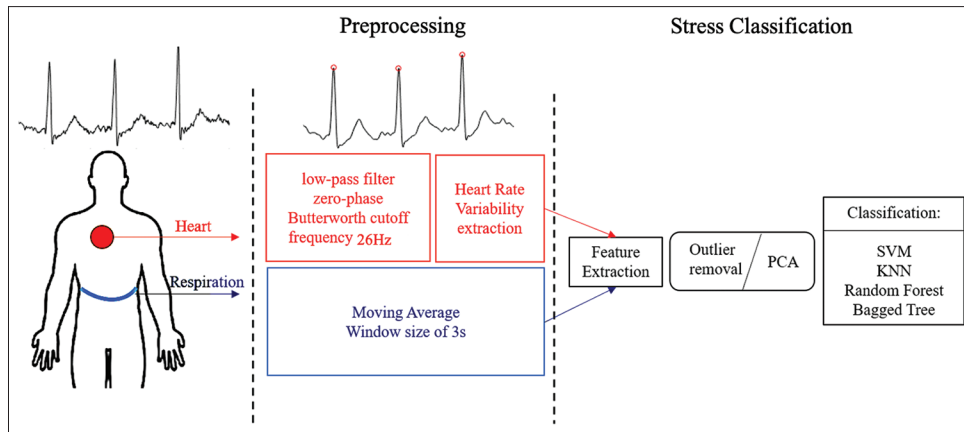 Preprocessing
Stress Classification
Heart
Respiration
low-pass filter
zero-phase
Butterworth cutoff
frequency 26Hz
Heart Rate
Variability
extraction
Moving Average
Window size of 3s
Feature
Extraction
Outlier
removal
PCA
Classification:
SVM
KNN
Random Forest
Bagged Tree